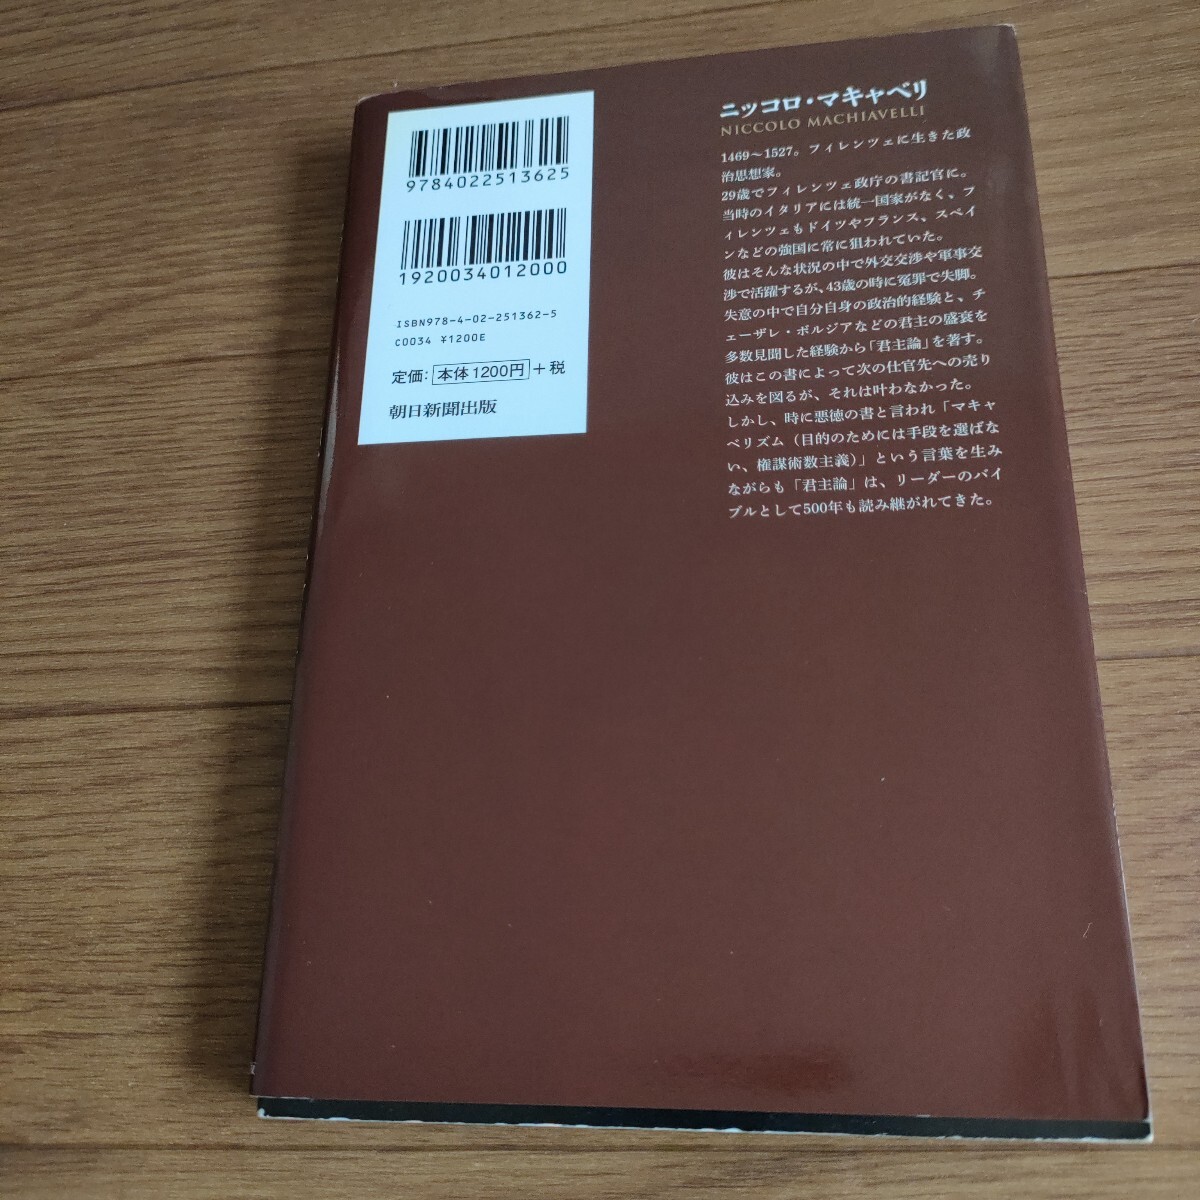 9784022513625
1920034012000
ISBN978-4-02-251362-5
C0034 ¥1200E
定価：本体1200円＋税
朝日新聞出版
ニッコロ・マキャベリ
NICCOLO MACHIAVELLI
1469～1527。フィレンツェに生きた政
治思想家。
29歳でフィレンツェ政庁の書記官に。
当時のイタリアには統一国家がなく、フ
ィレンツェもドイツやフランス、スペイ
ンなどの強国に常に狙われていた。
彼はそんな状況の中で外交交渉や軍事交
渉で活躍するが、43歳の時に冤罪で失脚。
失意の中で自分自身の政治的経験と、チ
ェーザレ・ボルジアなどの君主の盛衰を
多数見聞した経験から「君主論」を著す。
彼はこの書によって次の仕官先への売り
込みを図るが、それは叶わなかった。
しかし、時に悪徳の書と言われ「マキャ
ベリズム（目的のためには手段を選ばな
い、権謀術数主義）」という言葉を生み
ながらも「君主論」は、リーダーのバイ
ブルとして500年も読み継がれてきた。